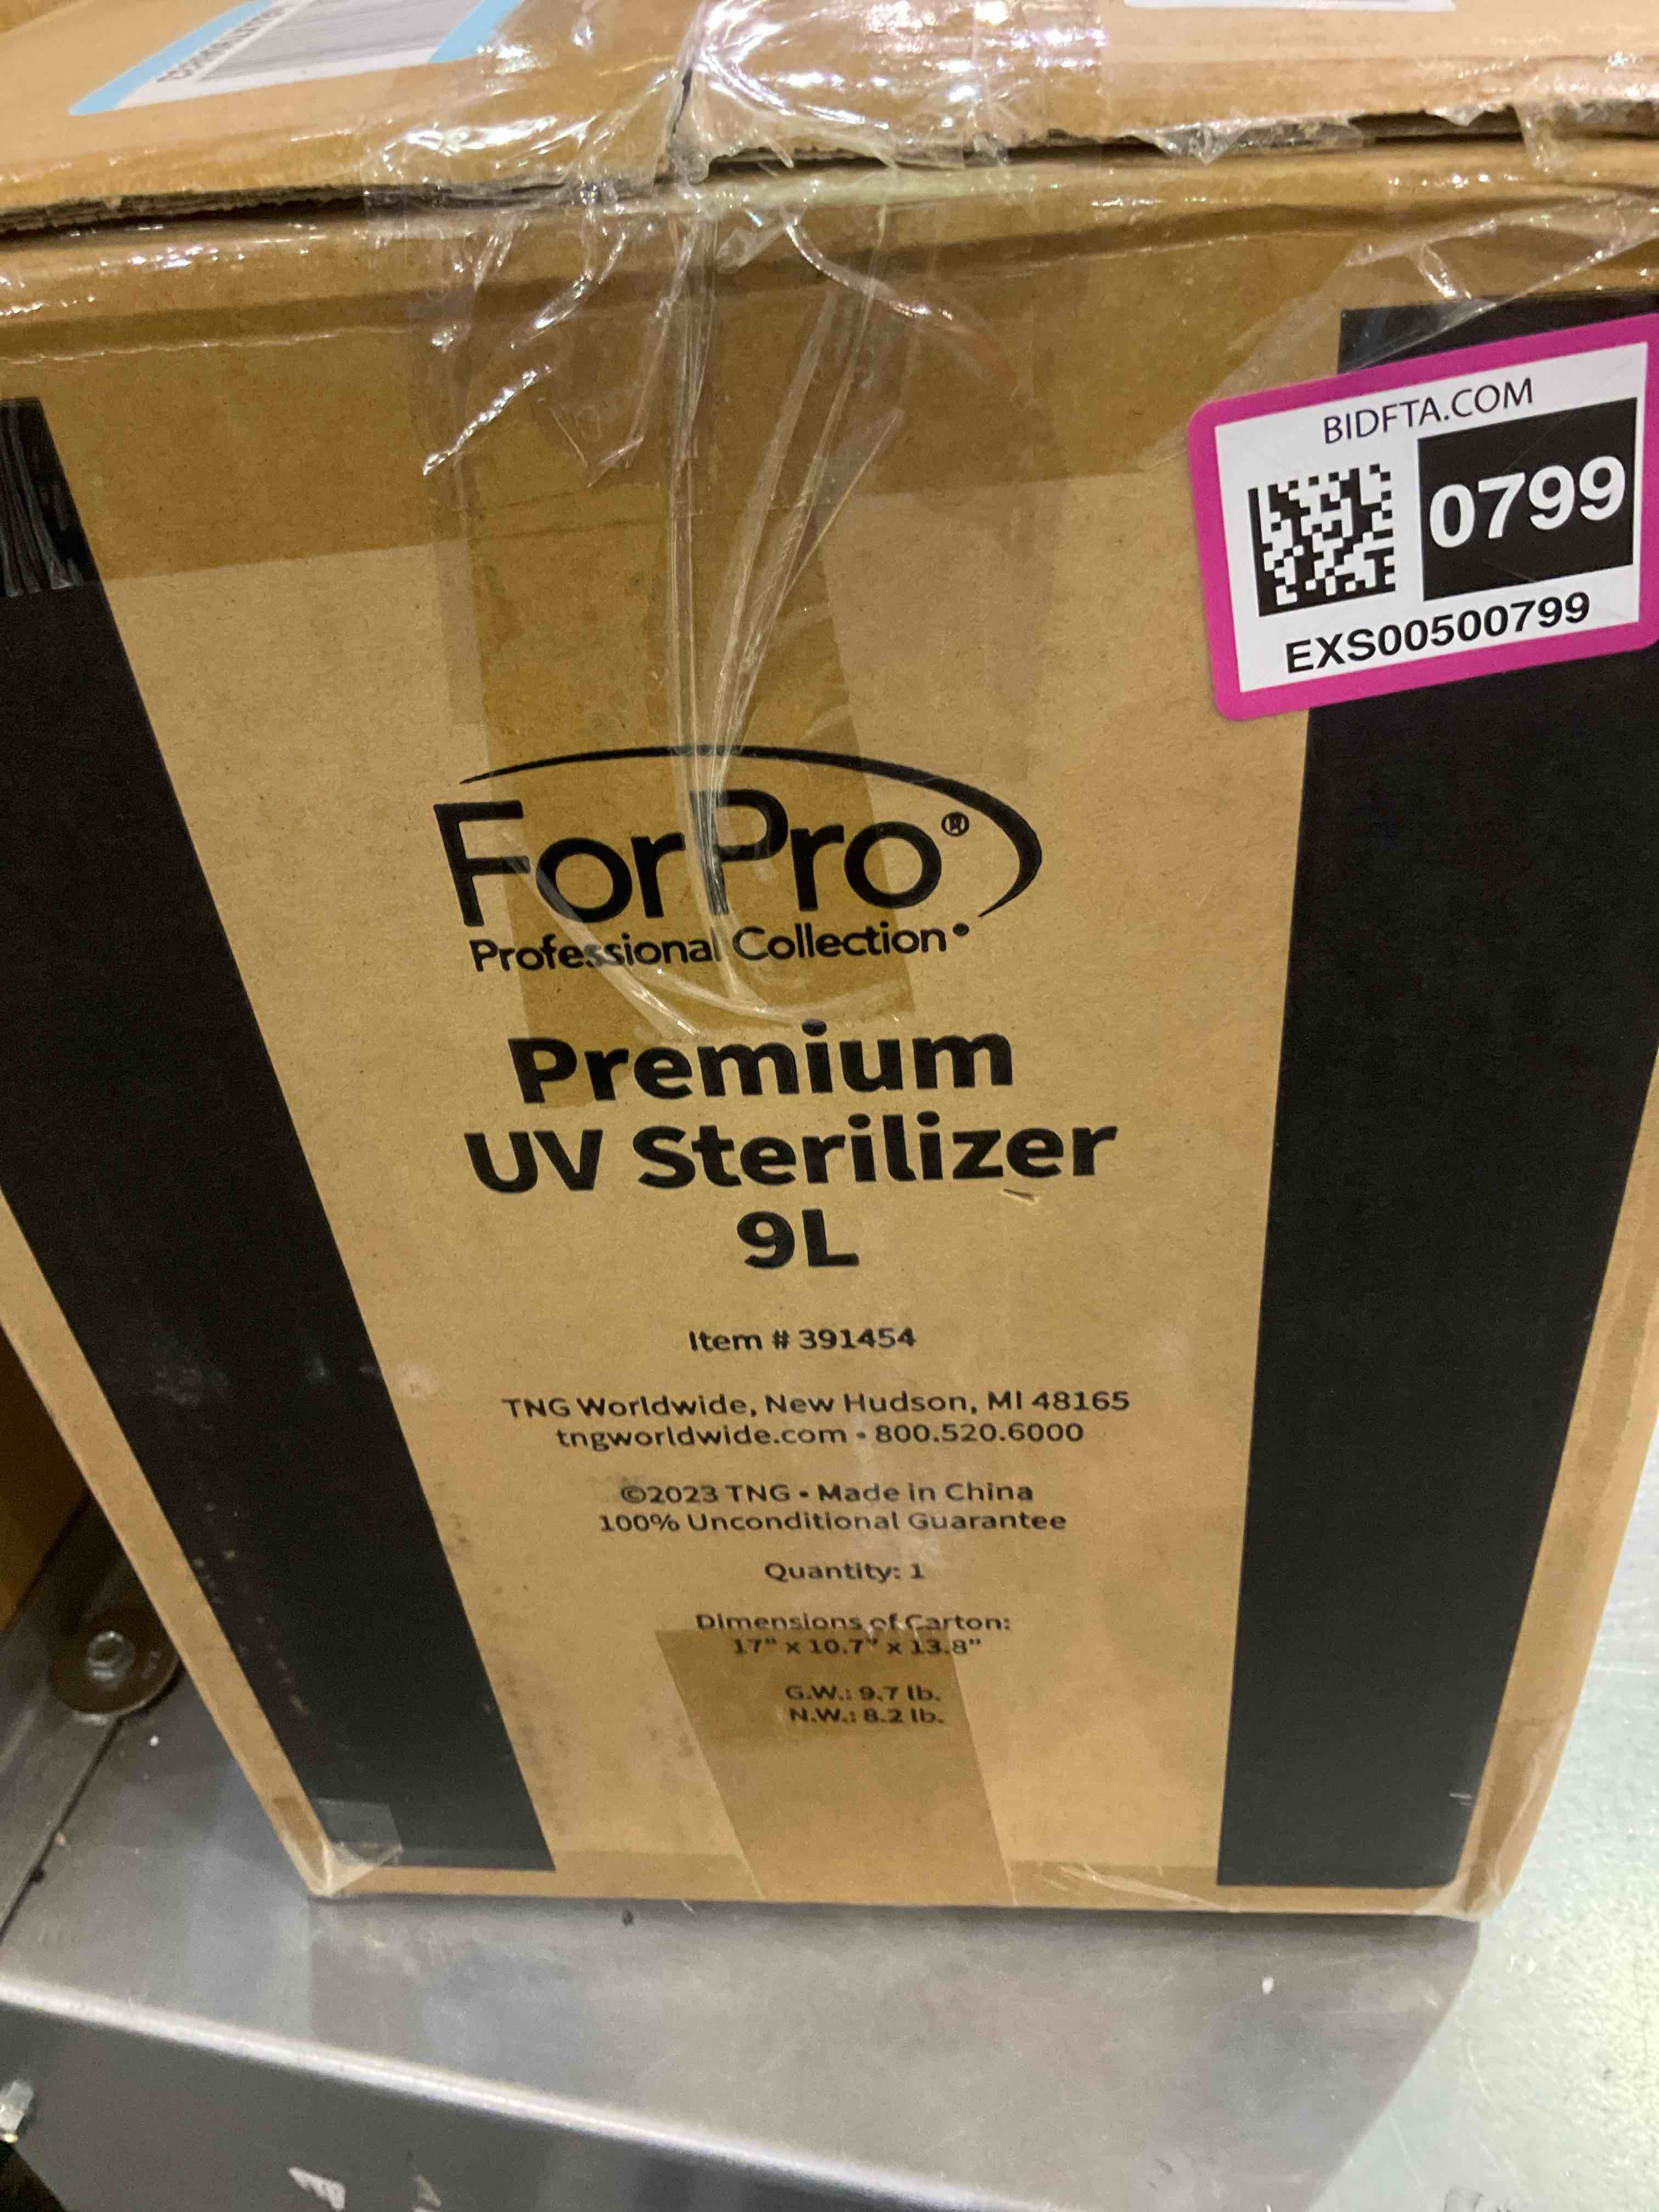 BIDFTA.COM
0799
EXS00500799
ForPro®
Professional Collection®
Premium
UV Sterilizer
9L
Item # 391454
TNG Worldwide, New Hudson, MI 48165
tngworldwide.com • 800.520.6000
©2023 TNG • Made in China
100% Unconditional Guarantee
Quantity: 1
Dimensions of Carton:
17" x 10.7" x 13.8"
G.W.: 9.7 lb.
N.W.: 8.2 lb.